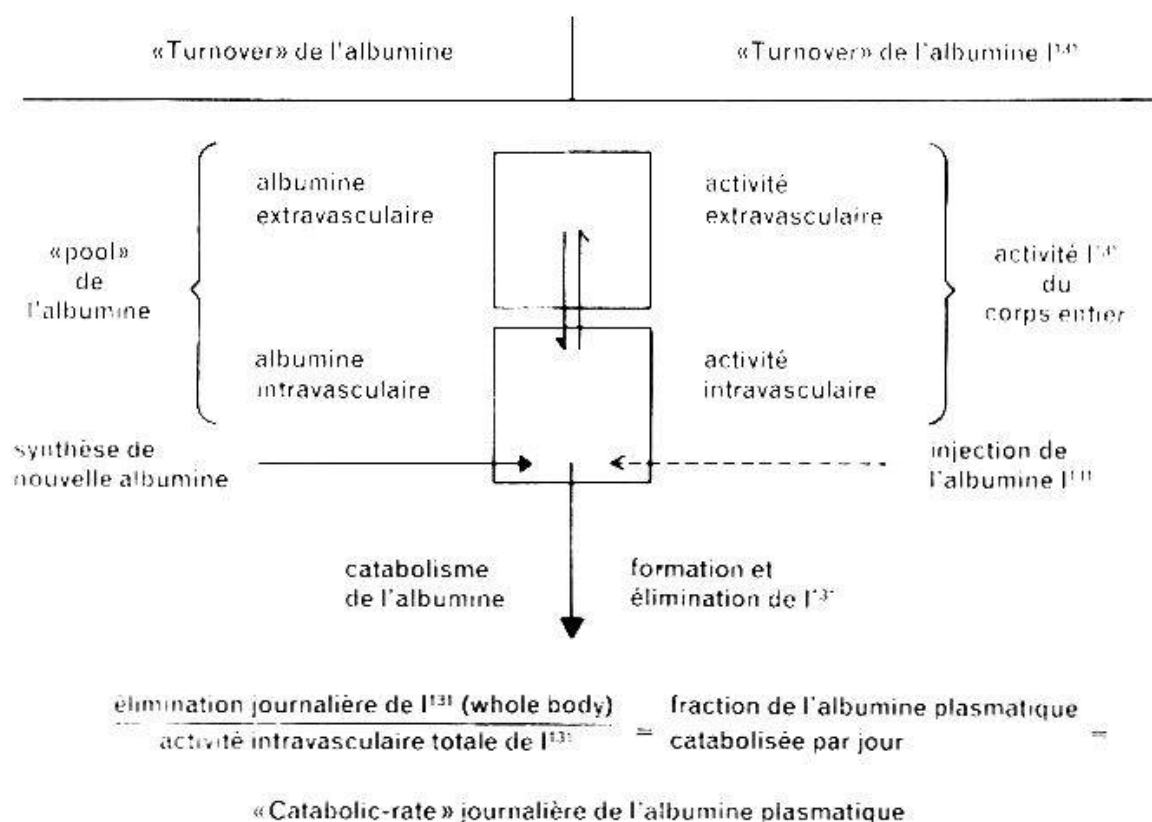 «Turnover» de l'albumine
«Turnover» de l'albumine I¹³¹
albumine
extravasculaire
activité
extravasculaire
«pool»
de
l'albumine
activité I¹³¹
du
corps entier
albumine
intravasculaire
activité
intravasculaire
synthèse de
nouvelle albumine
injection de
l'albumine I¹³¹
catabolisme
de l'albumine
formation et
élimination de I¹³¹
élimination journalière de I¹³¹ (whole body)
activité intravasculaire totale de I¹³¹
=
fraction de l'albumine plasmatique
catabolisée par jour
=
«Catabolic-rate» journalière de l'albumine plasmatique